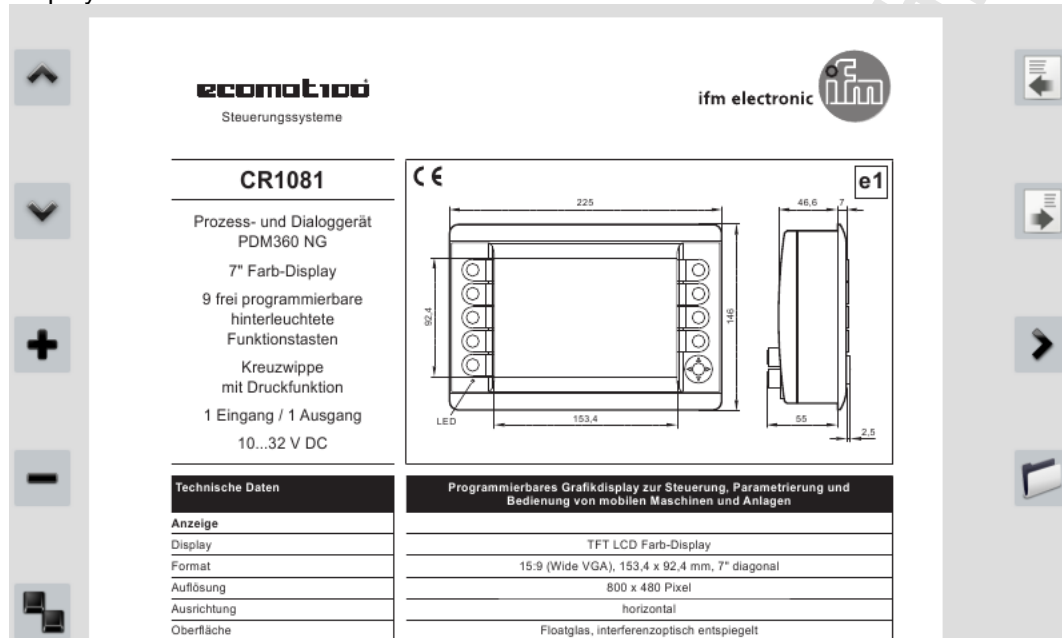 ecomot100
Steuerungssysteme
ifm electronic
ifm
CR1081
Prozess- und Dialoggerät
PDM360 NG
7" Farb-Display
9 frei programmierbare
hinterleuchtete
Funktionstasten
Kreuzwippe
mit Druckfunktion
1 Eingang / 1 Ausgang
10...32 V DC
CE
e1
225
46,6
7
92,4
146
LED
153,4
55
2,5
Technische Daten
Programmierbares Grafikdisplay zur Steuerung, Parametrierung und
Bedienung von mobilen Maschinen und Anlagen
Anzeige
Display
TFT LCD Farb-Display
Format
15:9 (Wide VGA), 153,4 x 92,4 mm, 7" diagonal
Auflösung
800 x 480 Pixel
Ausrichtung
horizontal
Oberfläche
Floatglas, interferenzoptisch entspiegelt